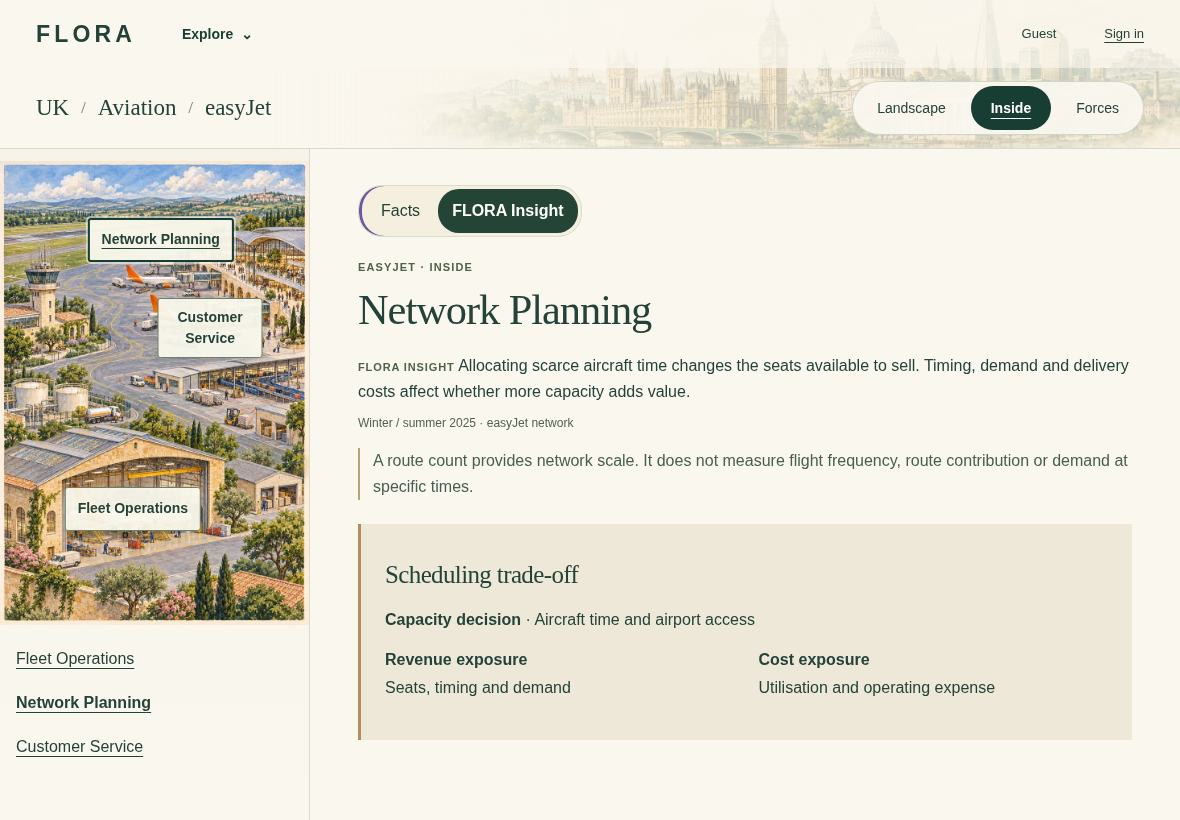 FLORA
Explore
Guest
Sign in
UK / Aviation / easyJet
Landscape
Inside
Forces
Network Planning
Customer
Service
Fleet Operations
Fleet Operations
Network Planning
Customer Service
Facts
FLORA Insight
EASYJET · INSIDE
Network Planning
FLORA INSIGHT Allocating scarce aircraft time changes the seats available to sell. Timing, demand and delivery
costs affect whether more capacity adds value.
Winter / summer 2025 · easyJet network
A route count provides network scale. It does not measure flight frequency, route contribution or demand at
specific times.
Scheduling trade-off
Capacity decision · Aircraft time and airport access
Revenue exposure
Seats, timing and demand
Cost exposure
Utilisation and operating expense